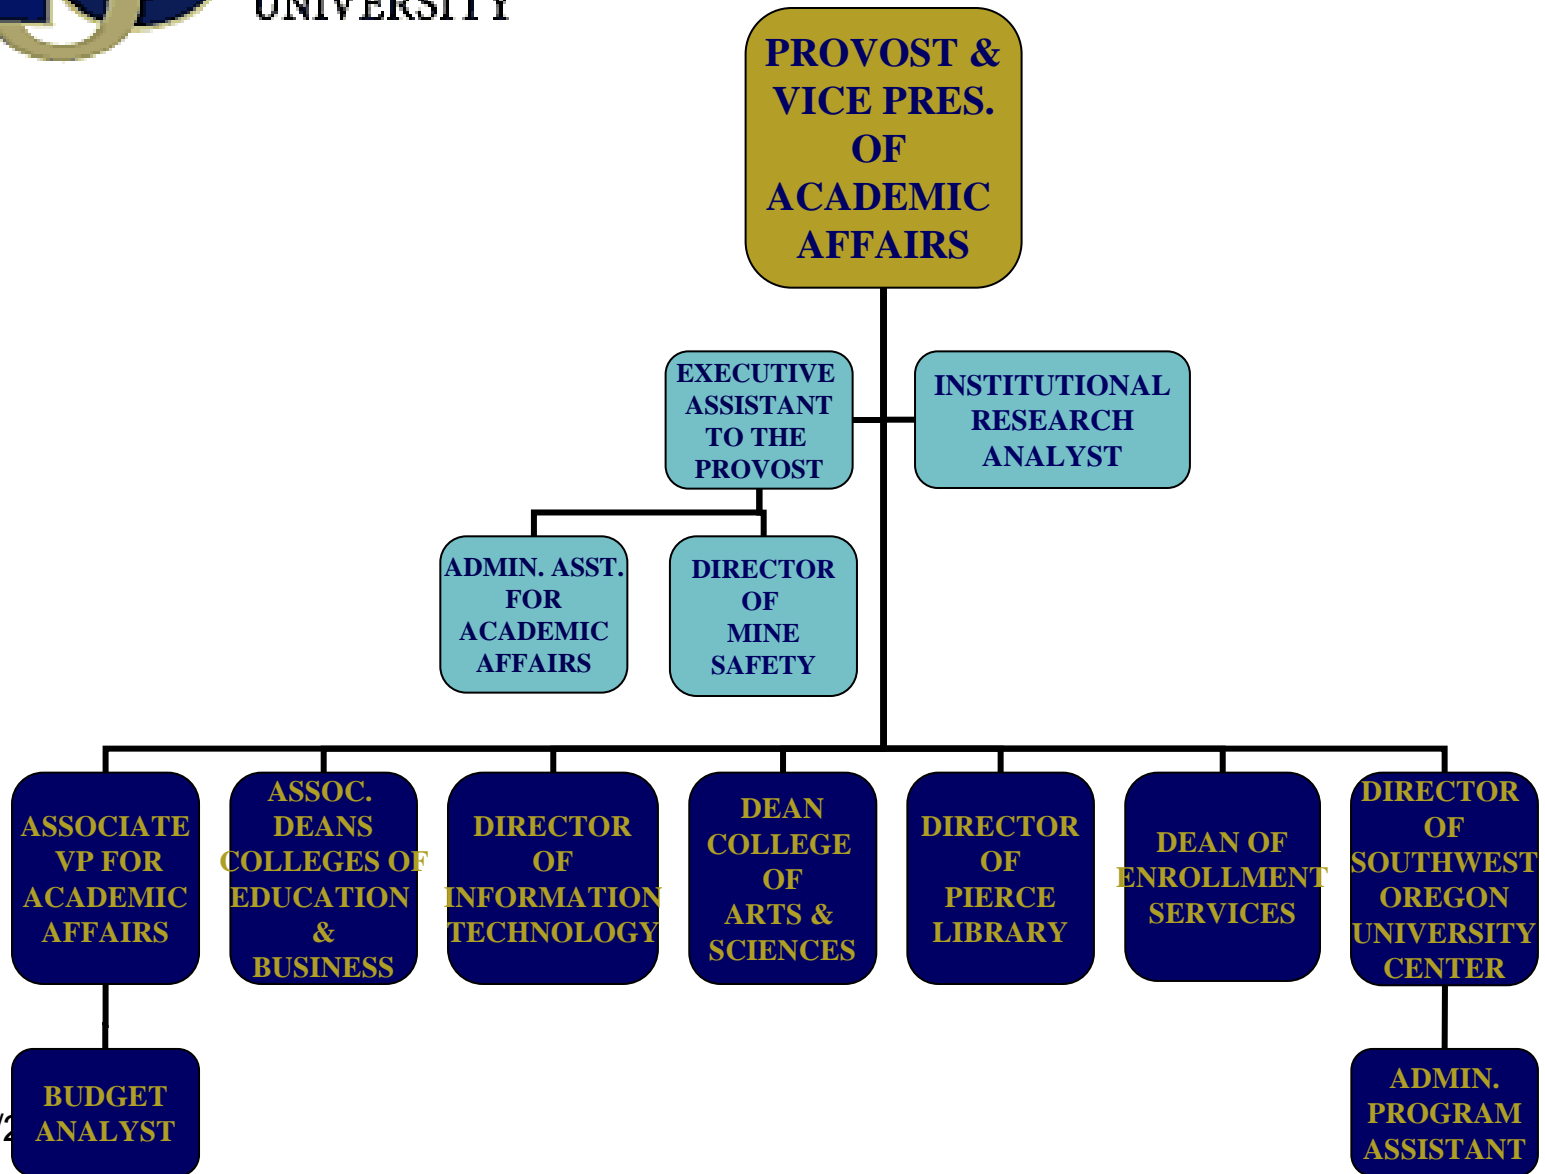 UNIVERSITY
PROVOST &
VICE PRES.
OF
ACADEMIC
AFFAIRS
EXECUTIVE
ASSISTANT
TO THE
PROVOST
INSTITUTIONAL
RESEARCH
ANALYST
ADMIN. ASST.
FOR
ACADEMIC
AFFAIRS
DIRECTOR
OF
MINE
SAFETY
ASSOCIATE
VP FOR
ACADEMIC
AFFAIRS
ASSOC.
DEANS
COLLEGES OF
EDUCATION
&
BUSINESS
DIRECTOR
OF
INFORMATION
TECHNOLOGY
DEAN
COLLEGE
OF
ARTS &
SCIENCES
DIRECTOR
OF
PIERCE
LIBRARY
DEAN OF
ENROLLMENT
SERVICES
DIRECTOR
OF
SOUTHWEST
OREGON
UNIVERSITY
CENTER
BUDGET
ANALYST
ADMIN.
PROGRAM
ASSISTANT